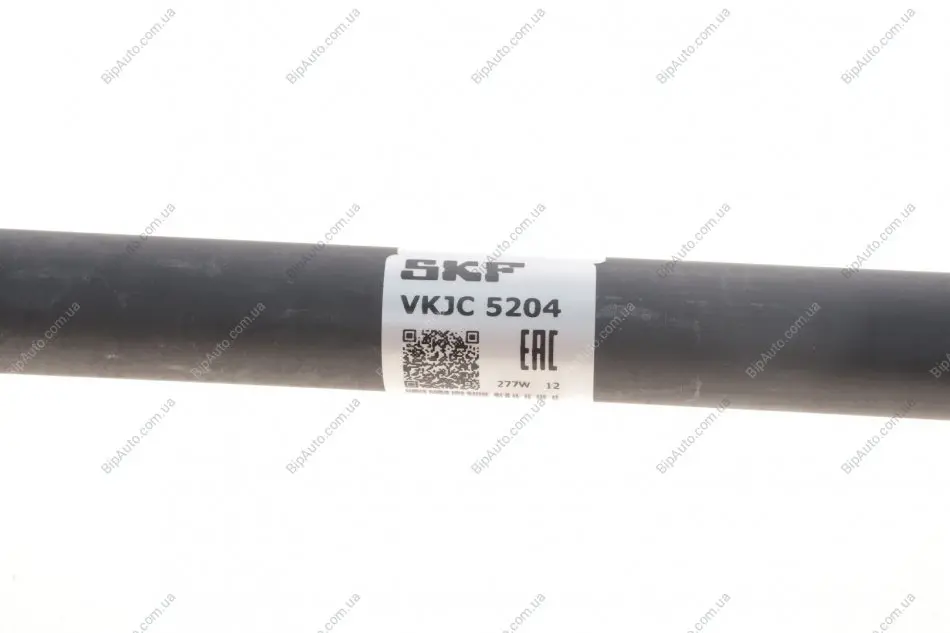 SKF
VKJC 5204
EAC
277W 12
BipAuto.com.ua